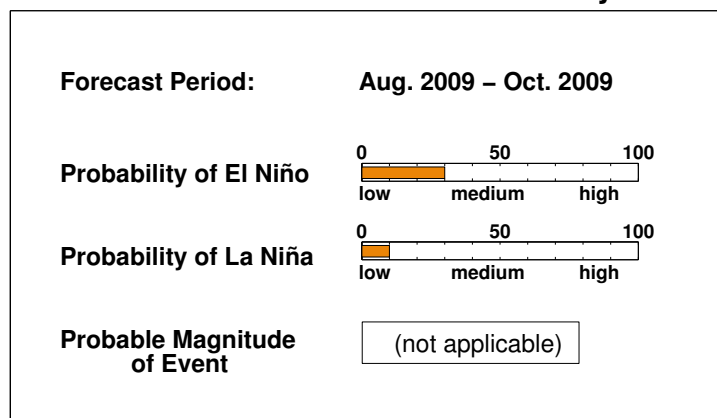 Forecast Period: Aug. 2009 – Oct. 2009
0 50 100
Probability of El Niño
low medium high
0 50 100
Probability of La Niña
low medium high
Probable Magnitude
of Event
(not applicable)